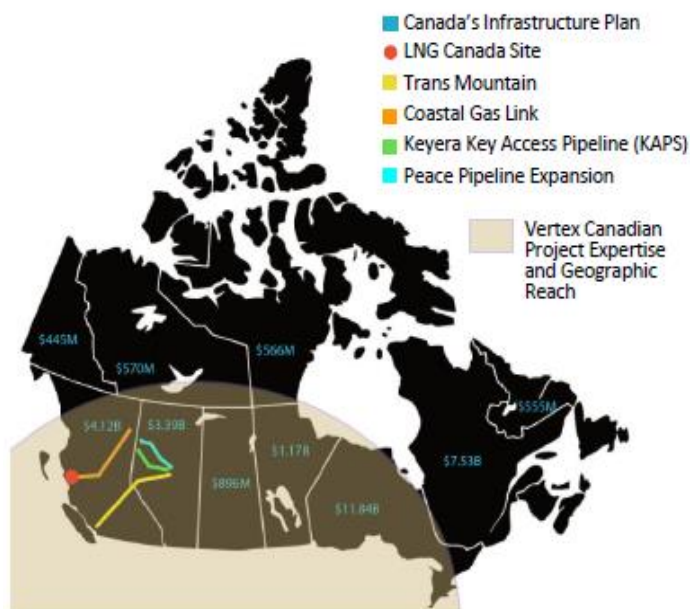 Canada's Infrastructure Plan
LNG Canada Site
Trans Mountain
Coastal Gas Link
Keyera Key Access Pipeline (KAPS)
Peace Pipeline Expansion
Vertex Canadian
Project Expertise
and Geographic
Reach
$445M
$570M
$566M
$555M
$4.12B
$3.39B
$896M
$1.17B
$11.84B
$7.53B